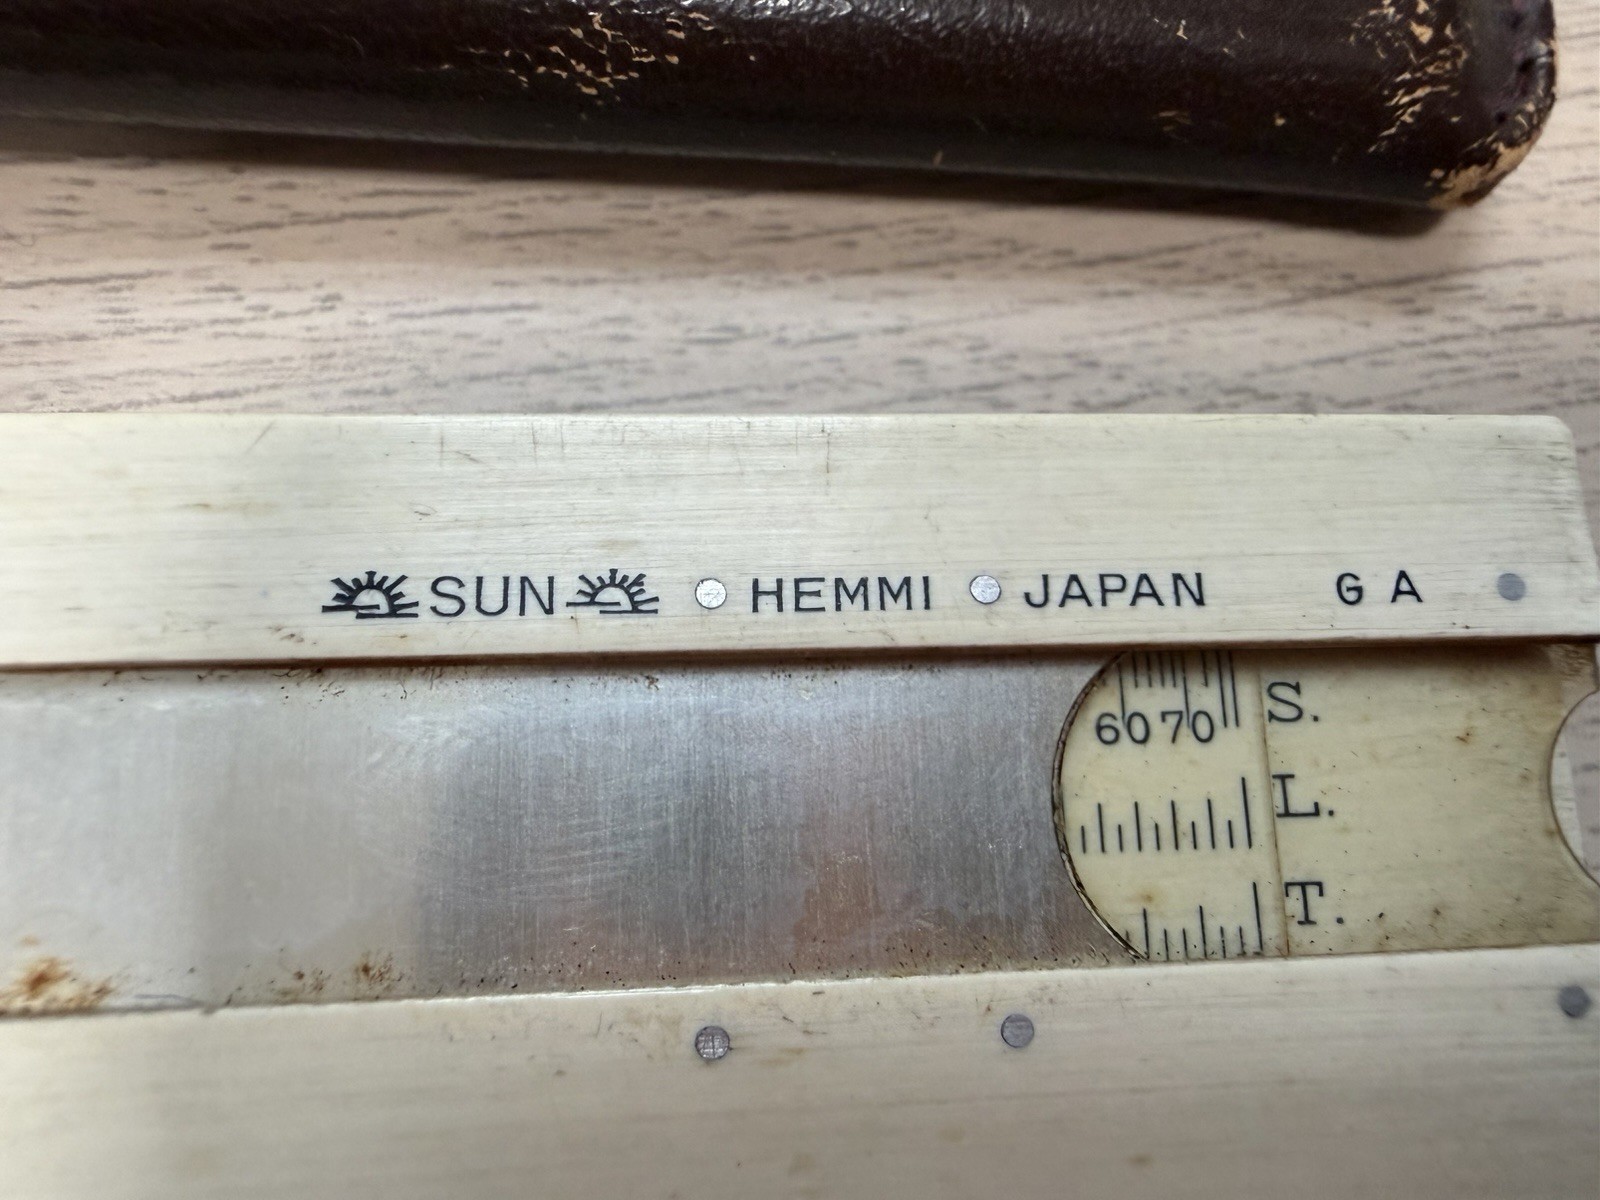 SUN HEMMI JAPAN G A
S.
60 70
L.
T.